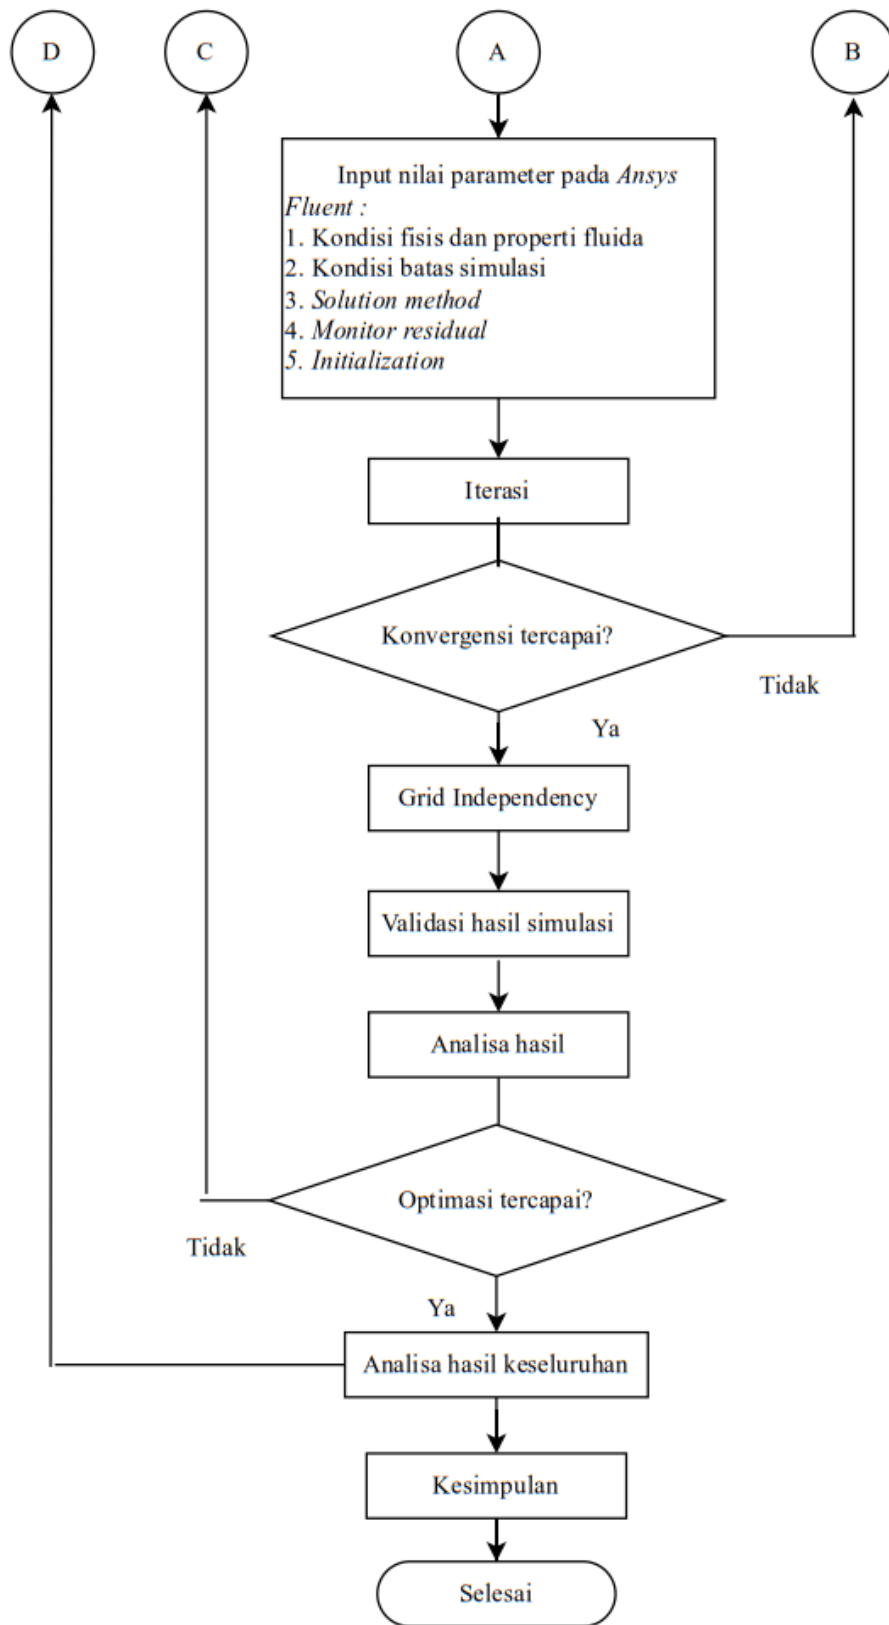 D
C
A
B
Input nilai parameter pada Ansys
Fluent :
1. Kondisi fisis dan properti fluida
2. Kondisi batas simulasi
3. Solution method
4. Monitor residual
5. Initialization
Iterasi
Konvergensi tercapai?
Tidak
Ya
Grid Independency
Validasi hasil simulasi
Analisa hasil
Optimasi tercapai?
Tidak
Ya
Analisa hasil keseluruhan
Kesimpulan
Selesai